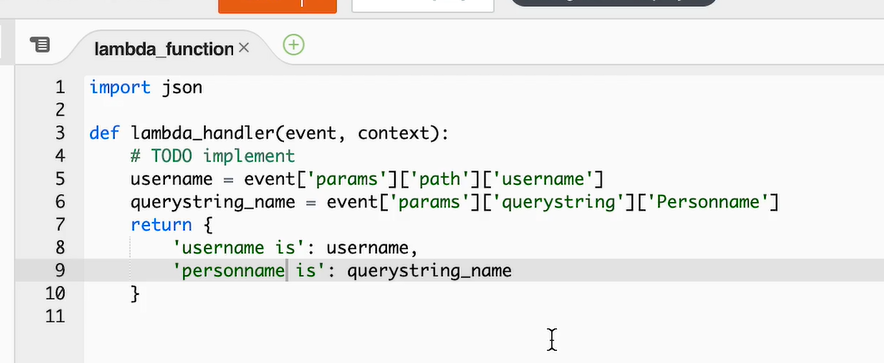 lambda_function ×
1 import json
2
3 def lambda_handler(event, context):
4     # TODO implement
5     username = event['params']['path']['username']
6     querystring_name = event['params']['querystring']['Personname']
7     return {
8         'username is': username,
9         'personname is': querystring_name
10     }
11